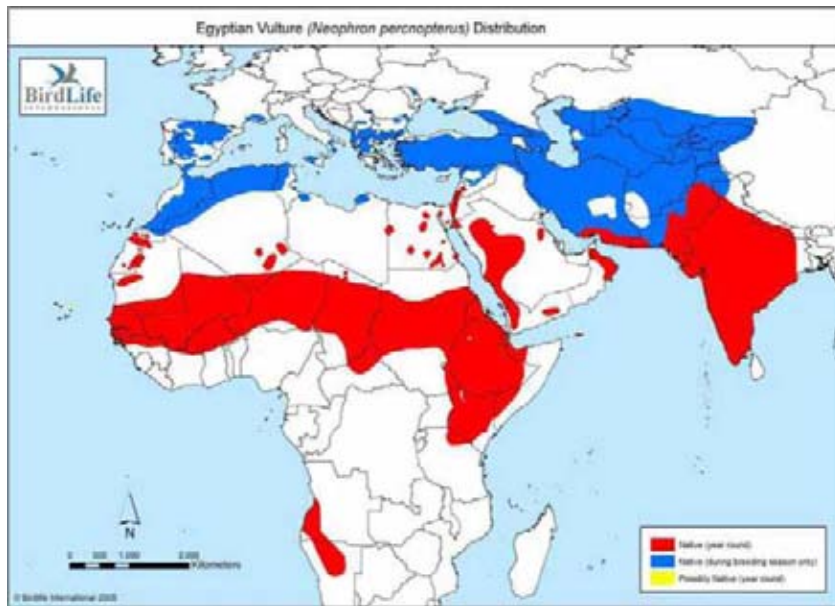 Egyptian Vulture (Neophron percnopterus) Distribution
BirdLife
INTERNATIONAL
N
0 500 1.000 2.000
Kilometers
Native (year round)
Native (during breeding season only)
Possibly Native (year round)
© Birdlife International 2005